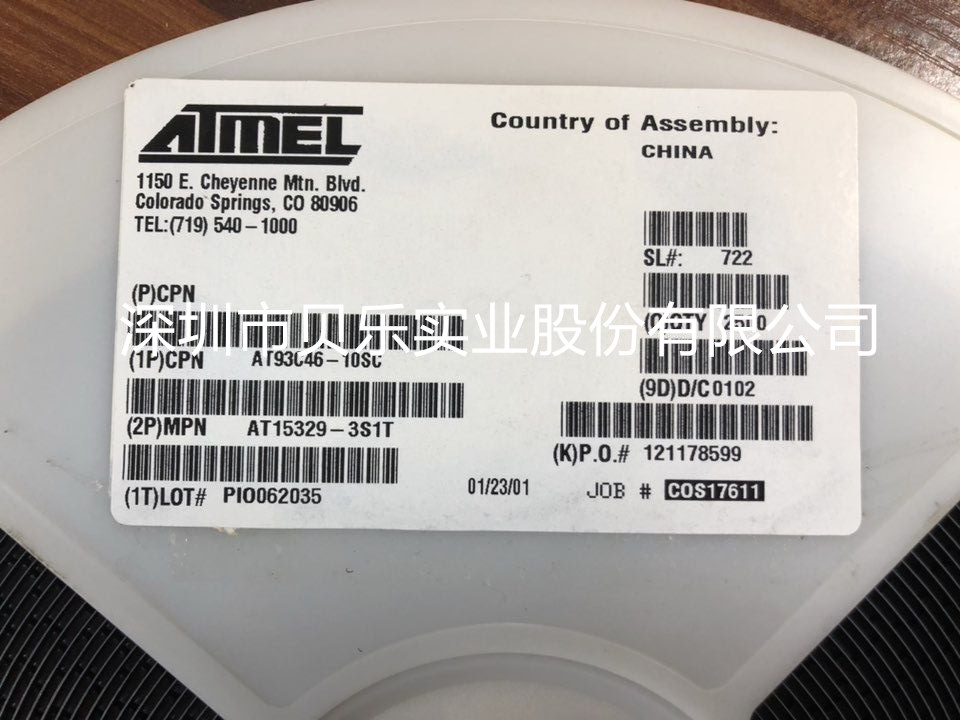 ATMEL
1150 E. Cheyenne Mtn. Blvd.
Colorado Springs, CO 80906
TEL:(719) 540-1000
Country of Assembly:
CHINA
SL#: 722
(P)CPN
深圳市贝乐实业股份有限公司
(Q)QTY
(1P)CPN AT93C46-10SC
(9D)D/C 0102
(2P)MPN AT15329-3S1T
(K)P.O.# 121178599
(1T)LOT# PIO062035
01/23/01 JOB # COS17611